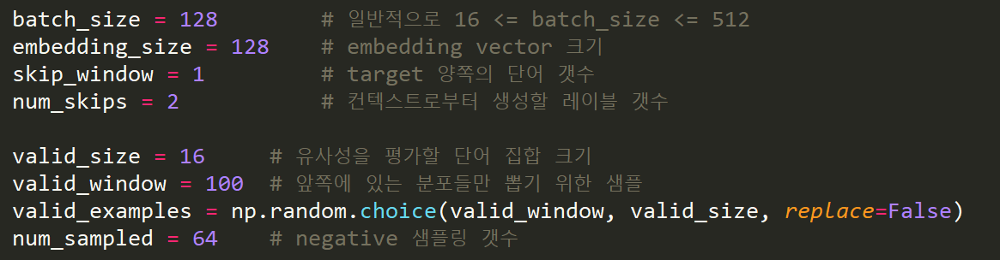 batch_size = 128 # 일반적으로 16 <= batch_size <= 512
embedding_size = 128 # embedding vector 크기
skip_window = 1 # target 양쪽의 단어 갯수
num_skips = 2 # 컨텍스트로부터 생성할 레이블 갯수
valid_size = 16 # 유사성을 평가할 단어 집합 크기
valid_window = 100 # 앞쪽에 있는 분포들만 뽑기 위한 샘플
valid_examples = np.random.choice(valid_window, valid_size, replace=False)
num_sampled = 64 # negative 샘플링 갯수